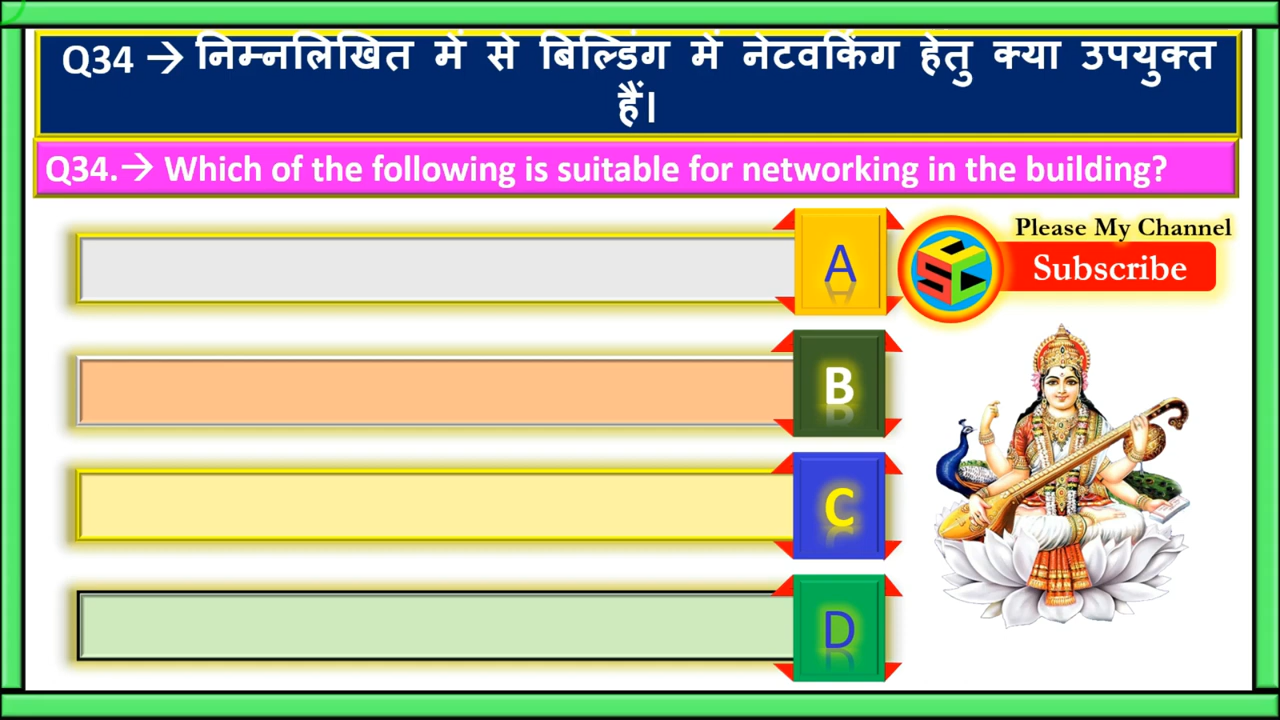 Q34 → निम्नलिखित में से बिल्डिंग में नेटवर्किंग हेतु क्या उपयुक्त
हैं।
Q34.→ Which of the following is suitable for networking in the building?
A
Please My Channel
Subscribe
SC
B
C
D